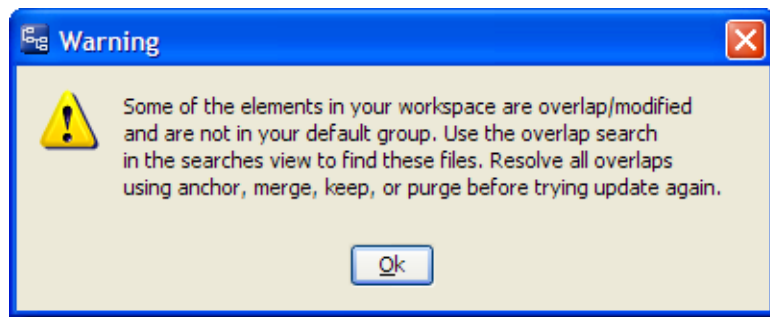 Warning
Some of the elements in your workspace are overlap/modified
and are not in your default group. Use the overlap search
in the searches view to find these files. Resolve all overlaps
using anchor, merge, keep, or purge before trying update again.
Ok